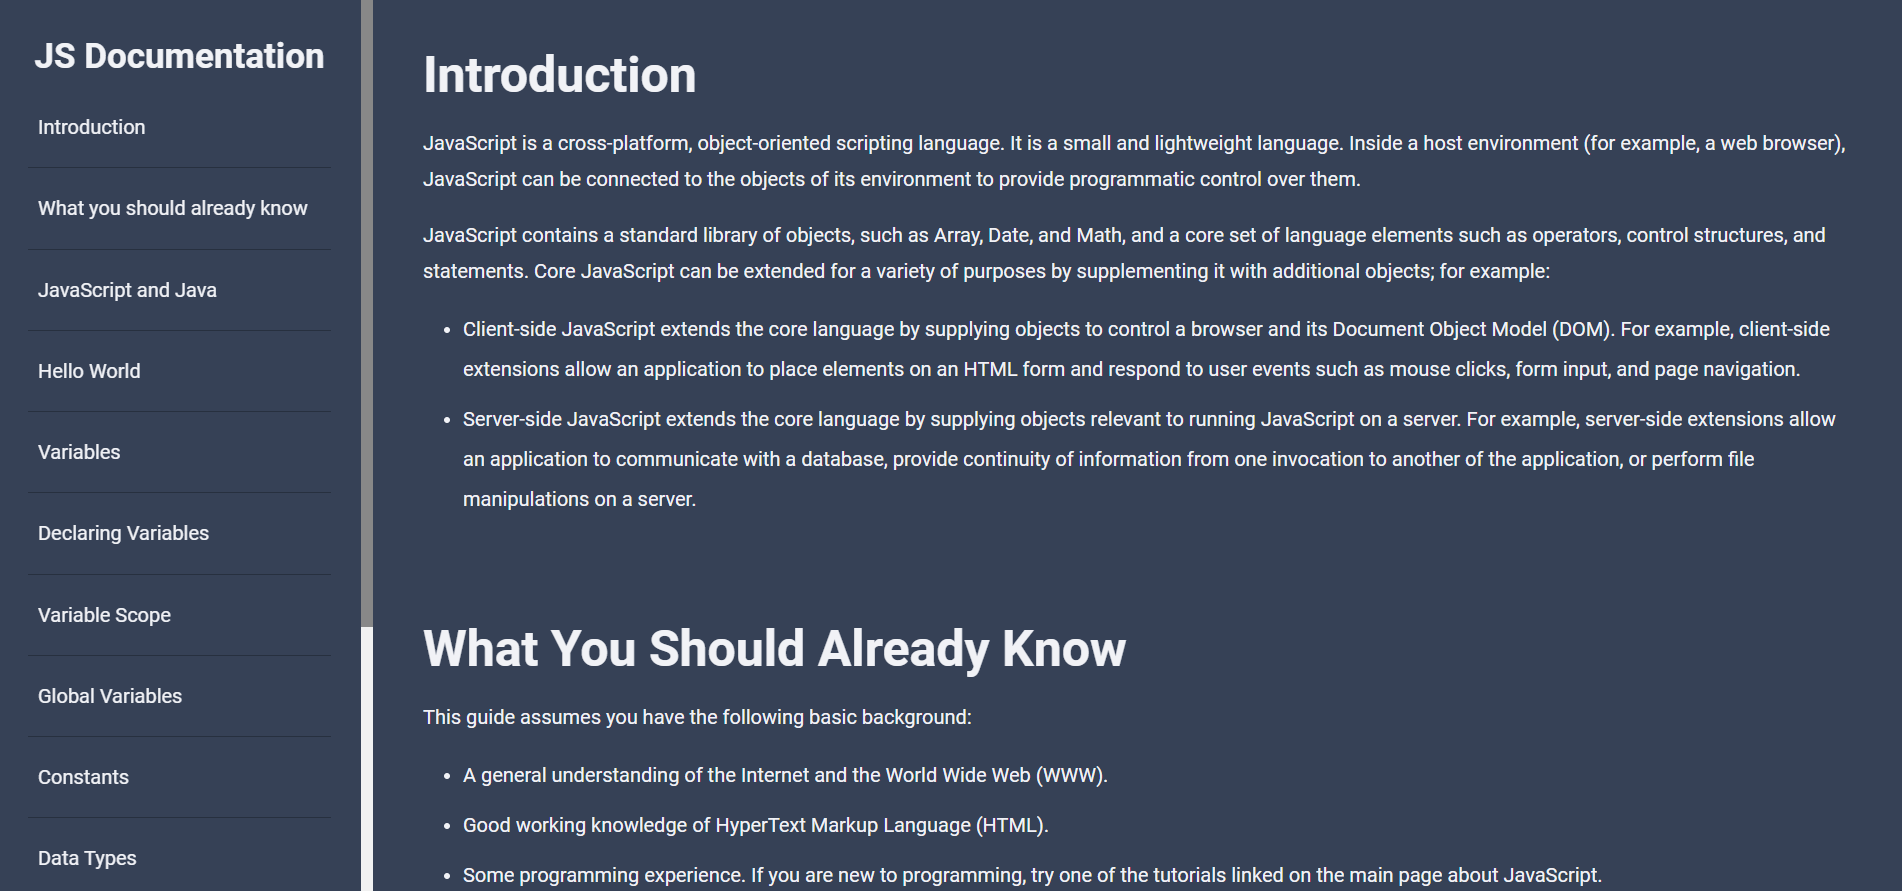 JS Documentation
Introduction
What you should already know
JavaScript and Java
Hello World
Variables
Declaring Variables
Variable Scope
Global Variables
Constants
Data Types
Introduction
JavaScript is a cross-platform, object-oriented scripting language. It is a small and lightweight language. Inside a host environment (for example, a web browser),
JavaScript can be connected to the objects of its environment to provide programmatic control over them.
JavaScript contains a standard library of objects, such as Array, Date, and Math, and a core set of language elements such as operators, control structures, and
statements. Core JavaScript can be extended for a variety of purposes by supplementing it with additional objects; for example:
• Client-side JavaScript extends the core language by supplying objects to control a browser and its Document Object Model (DOM). For example, client-side
extensions allow an application to place elements on an HTML form and respond to user events such as mouse clicks, form input, and page navigation.
• Server-side JavaScript extends the core language by supplying objects relevant to running JavaScript on a server. For example, server-side extensions allow
an application to communicate with a database, provide continuity of information from one invocation to another of the application, or perform file
manipulations on a server.
What You Should Already Know
This guide assumes you have the following basic background:
• A general understanding of the Internet and the World Wide Web (WWW).
• Good working knowledge of HyperText Markup Language (HTML).
• Some programming experience. If you are new to programming, try one of the tutorials linked on the main page about JavaScript.